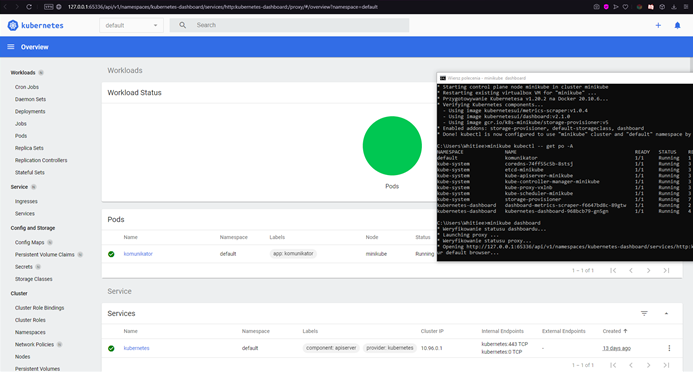 127.0.0.1:65336/api/v1/namespaces/kubernetes-dashboard/services/http:kubernetes-dashboard:/proxy/#/overview?namespace=default
kubernetes
default
Search
Overview
Workloads N
Cron Jobs
Daemon Sets
Deployments
Jobs
Pods
Replica Sets
Replication Controllers
Stateful Sets
Service N
Ingresses
Services
Config and Storage
Config Maps N
Persistent Volume Claims N
Secrets N
Storage Classes
Cluster
Cluster Role Bindings
Cluster Roles
Namespaces
Network Policies N
Nodes
Persistent Volumes
Workloads
Workload Status
Pods
Pods
Name Namespace Labels Node Status
komunikator default app: komunikator minikube Running
1 – 1 of 1
Service
Services
Name Namespace Labels Cluster IP Internal Endpoints External Endpoints Created
kubernetes default component: apiserver provider: kubernetes 10.96.0.1 kubernetes:443 TCP - 15 days ago
kubernetes:0 TCP
1 – 1 of 1
Wiersz polecenia - minikube dashboard
* Starting control plane node minikube in cluster minikube
* Restarting existing virtualbox VM for "minikube" ...
* Przygotowywanie Kubernetesa v1.20.2 na Docker 20.10.6...
* Verifying Kubernetes components...
- Using image kubernetesui/metrics-scraper:v1.0.4
- Using image kubernetesui/dashboard:v2.1.0
- Using image gcr.io/k8s-minikube/storage-provisioner:v5
* Enabled addons: storage-provisioner, default-storageclass, dashboard
* Done! kubectl is now configured to use "minikube" cluster and "default" namespace by
C:\Users\Whitiee>minikube kubectl -- get po -A
NAMESPACE NAME READY STATUS
default komunikator 1/1 Running 1
kube-system coredns-74ff55c5b-8stsj 1/1 Running 3
kube-system etcd-minikube 1/1 Running 3
kube-system kube-apiserver-minikube 1/1 Running 3
kube-system kube-controller-manager-minikube 1/1 Running 3
kube-system kube-proxy-vxlnb 1/1 Running 3
kube-system kube-scheduler-minikube 1/1 Running 3
kube-system storage-provisioner 1/1 Running 7
kubernetes-dashboard dashboard-metrics-scraper-f6647bd8c-89gtw 1/1 Running 2
kubernetes-dashboard kubernetes-dashboard-968bcb79-gn5gn 1/1 Running 4
C:\Users\Whitiee>minikube dashboard
* Weryfikowanie statusu dashboardu...
* Launching proxy ...
* Weryfikowanie statusu proxy...
* Opening http://127.0.0.1:65336/api/v1/namespaces/kubernetes-dashboard/services/http:k
ur default browser...